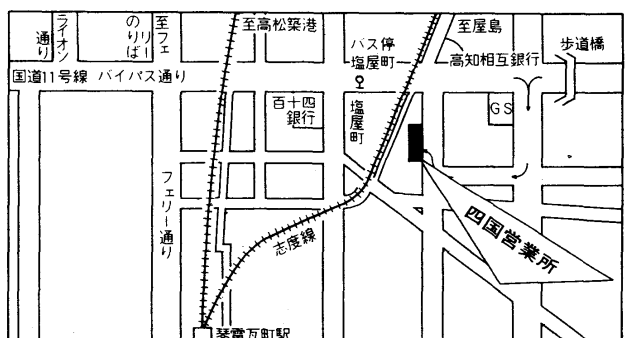 ライオン
通り
至フェ
リー
のりば
至高松築港
バス停
塩屋町
至屋島
高知相互銀行
歩道橋
国道11号線 バイパス通り
百十四
銀行
塩屋町
GS
フェリー通り
志度線
四国営業所
琴電瓦町駅